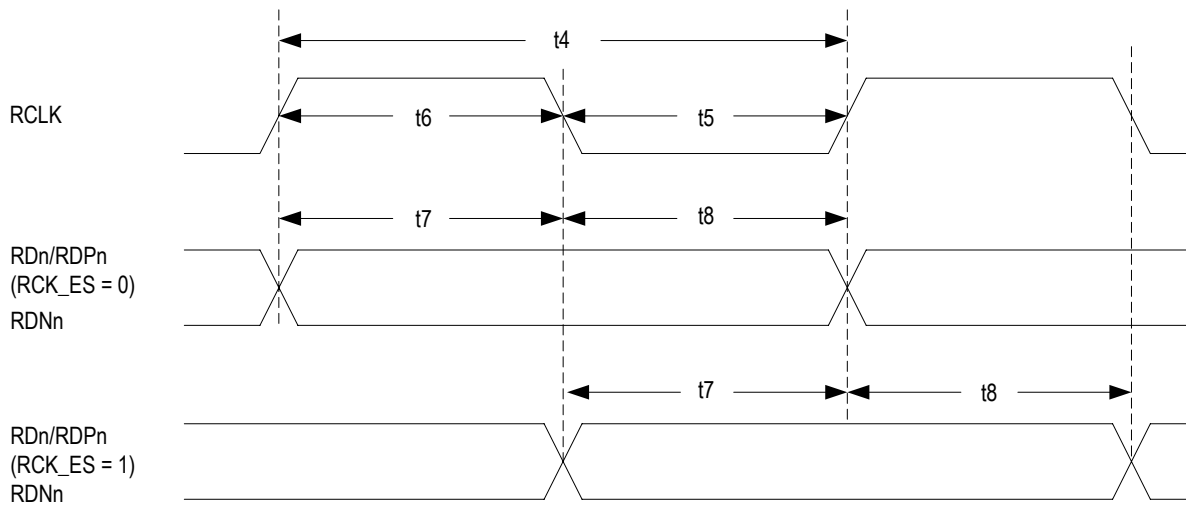 t4
RCLK
t6
t5
t7
t8
RDn/RDPn
(RCK_ES = 0)
RDNn
t7
t8
RDn/RDPn
(RCK_ES = 1)
RDNn